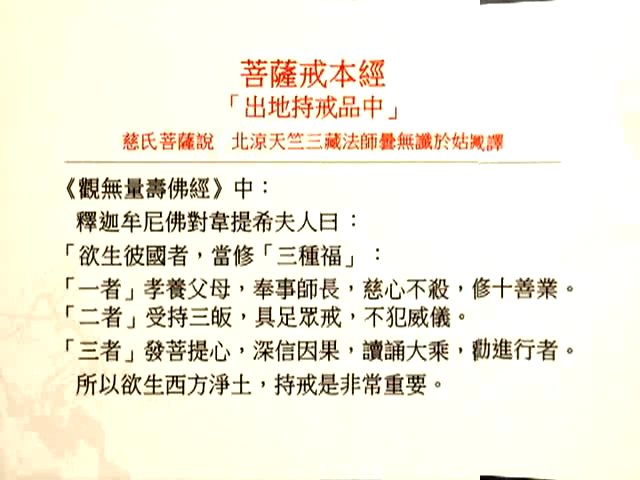 菩薩戒本經
「出地持戒品中」
慈氏菩薩說 北涼天竺三藏法師曇無讖於姑臧譯
《觀無量壽佛經》中：
釋迦牟尼佛對韋提希夫人曰：
「欲生彼國者，當修「三種福」：
「一者」孝養父母，奉事師長，慈心不殺，修十善業。
「二者」受持三皈，具足眾戒，不犯威儀。
「三者」發菩提心，深信因果，讀誦大乘，勸進行者。
所以欲生西方淨土，持戒是非常重要。